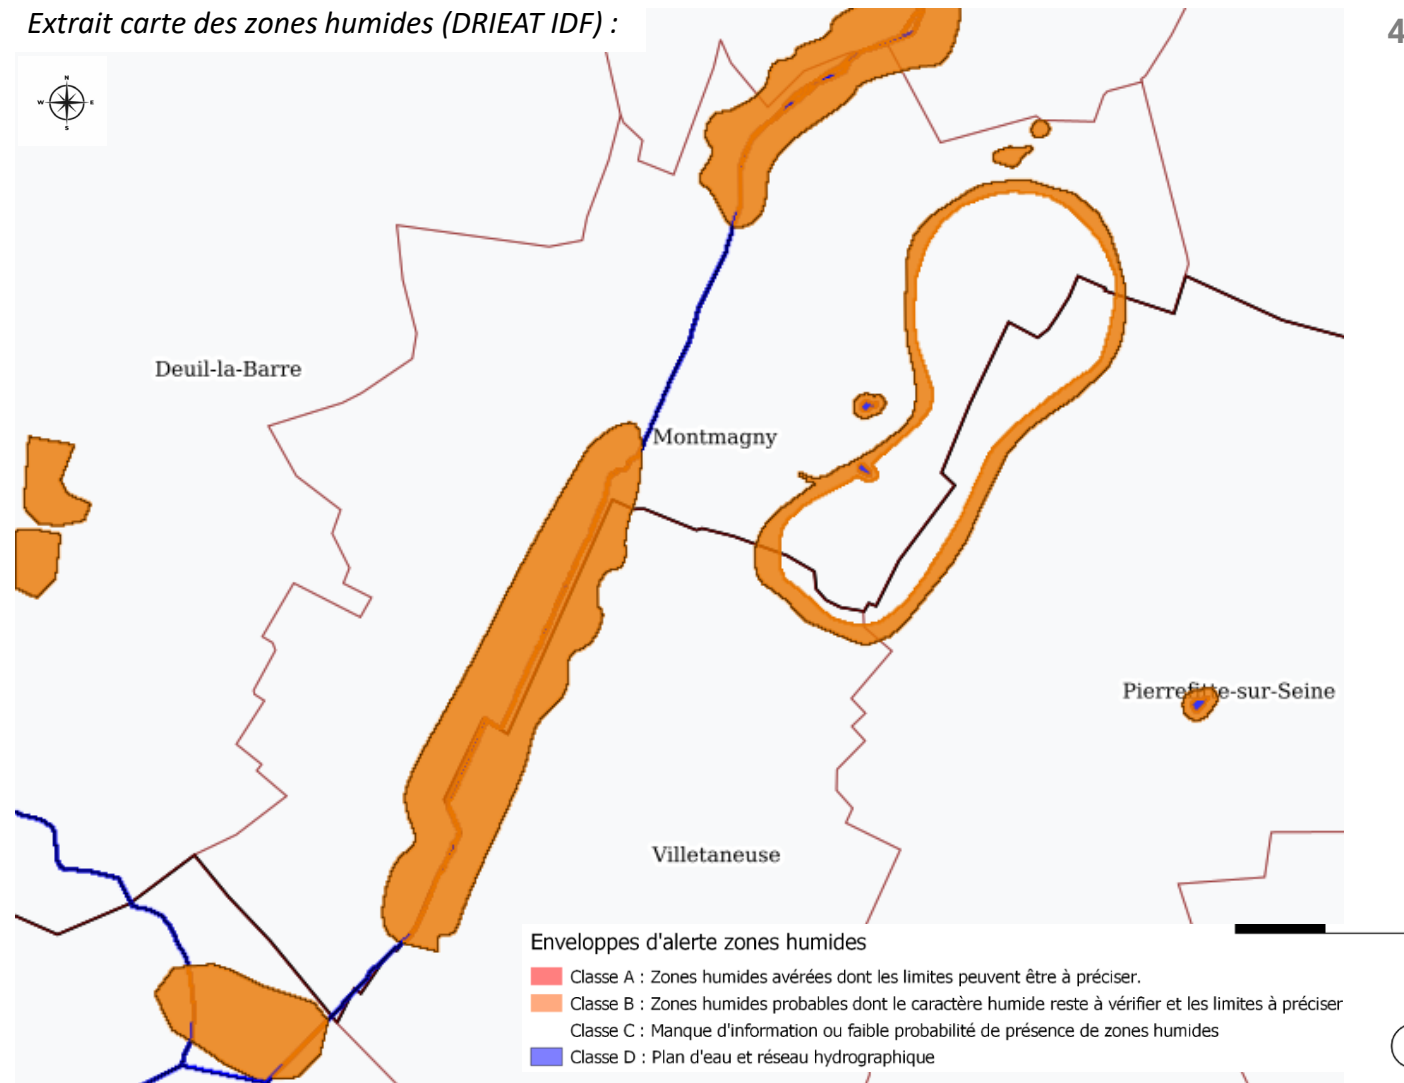 Extrait carte des zones humides (DRIEAT IDF) :
4
N
W E
S
Deuil-la-Barre
Montmagny
Pierrefitte-sur-Seine
Villetaneuse
Enveloppes d'alerte zones humides
Classe A : Zones humides avérées dont les limites peuvent être à préciser.
Classe B : Zones humides probables dont le caractère humide reste à vérifier et les limites à préciser
Classe C : Manque d'information ou faible probabilité de présence de zones humides
Classe D : Plan d'eau et réseau hydrographique